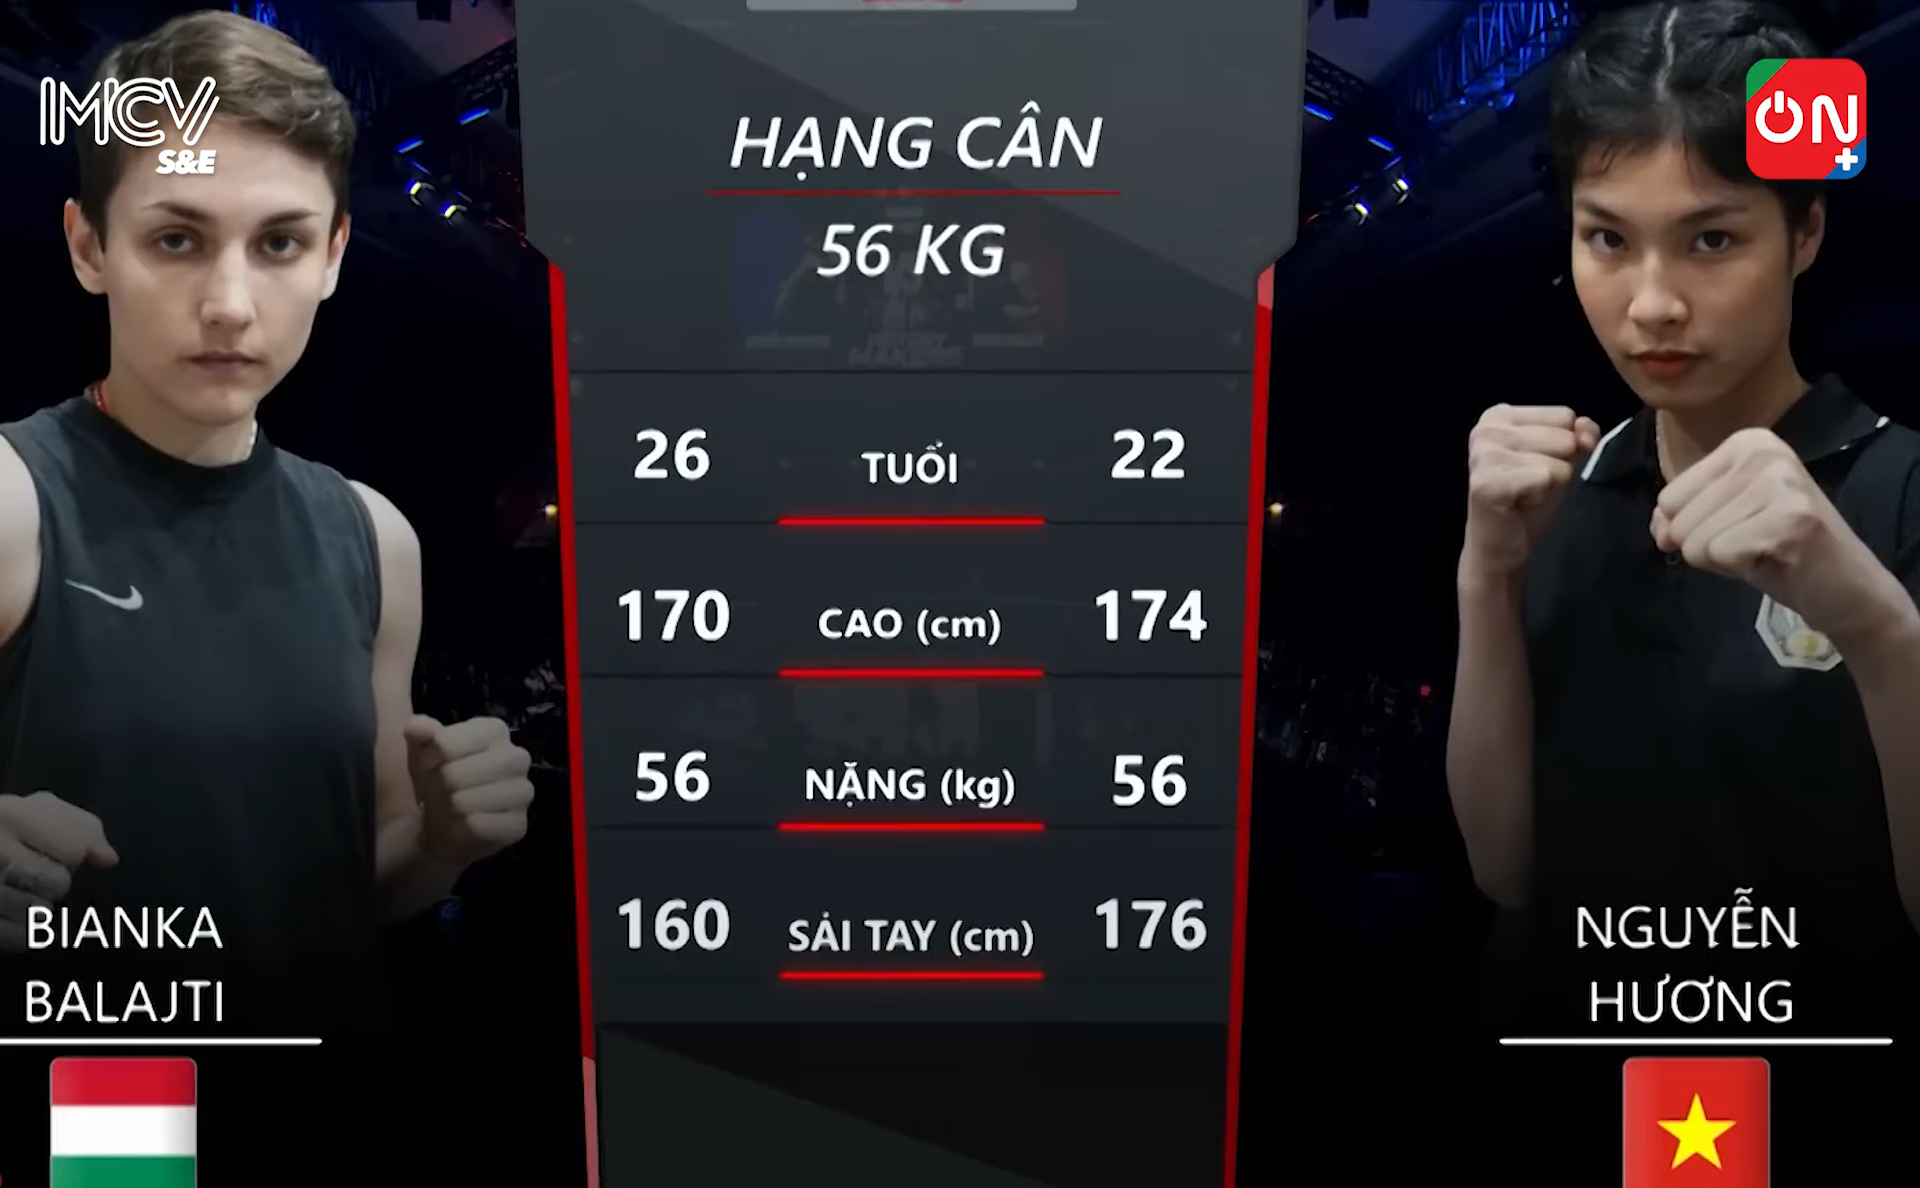 MCV
S&E
ON
+
HẠNG CÂN
56 KG
26 TUỔI 22
170 CAO (cm) 174
56 NẶNG (kg) 56
160 SẢI TAY (cm) 176
BIANKA
BALAJTI
NGUYỄN
HƯƠNG